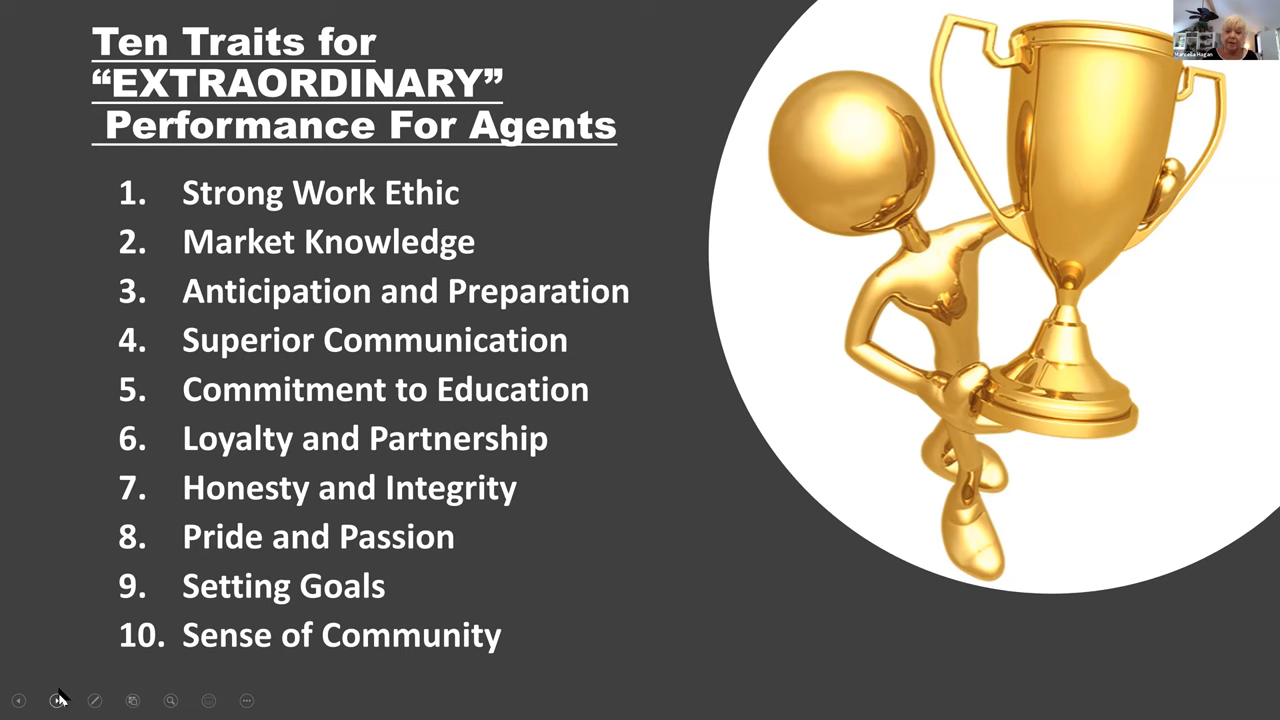 Ten Traits for
“EXTRAORDINARY”
Performance For Agents
1. Strong Work Ethic
2. Market Knowledge
3. Anticipation and Preparation
4. Superior Communication
5. Commitment to Education
6. Loyalty and Partnership
7. Honesty and Integrity
8. Pride and Passion
9. Setting Goals
10. Sense of Community
Marcella Hogan